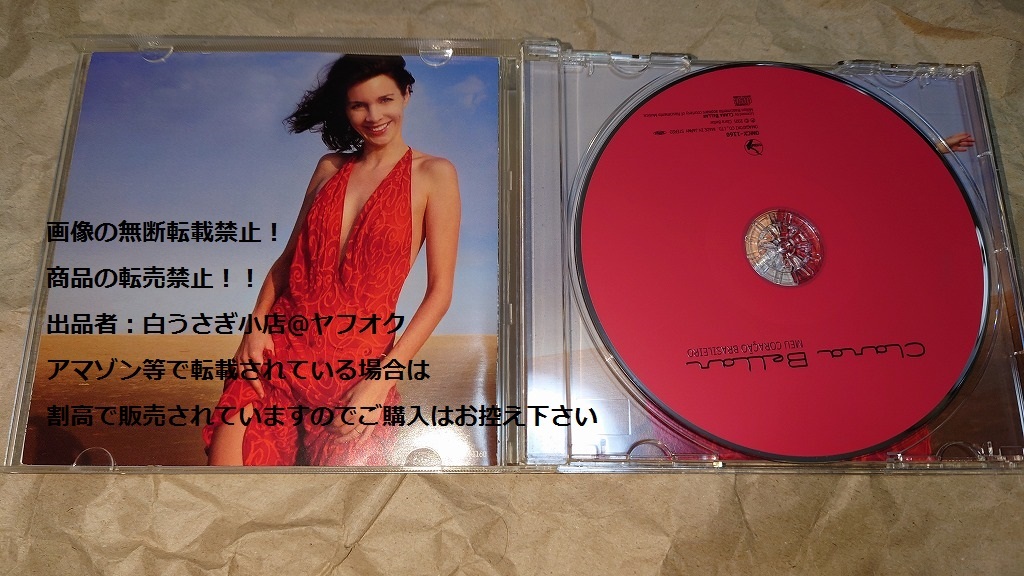 画像の無断転載禁止！
商品の転売禁止！！
出品者：白うさぎ小店@ヤフオク
アマゾン等で転載されている場合は
割高で販売されていますのでご購入はお控え下さい
Clara Bellar
MEU CORAÇÃO BRASILEIRO